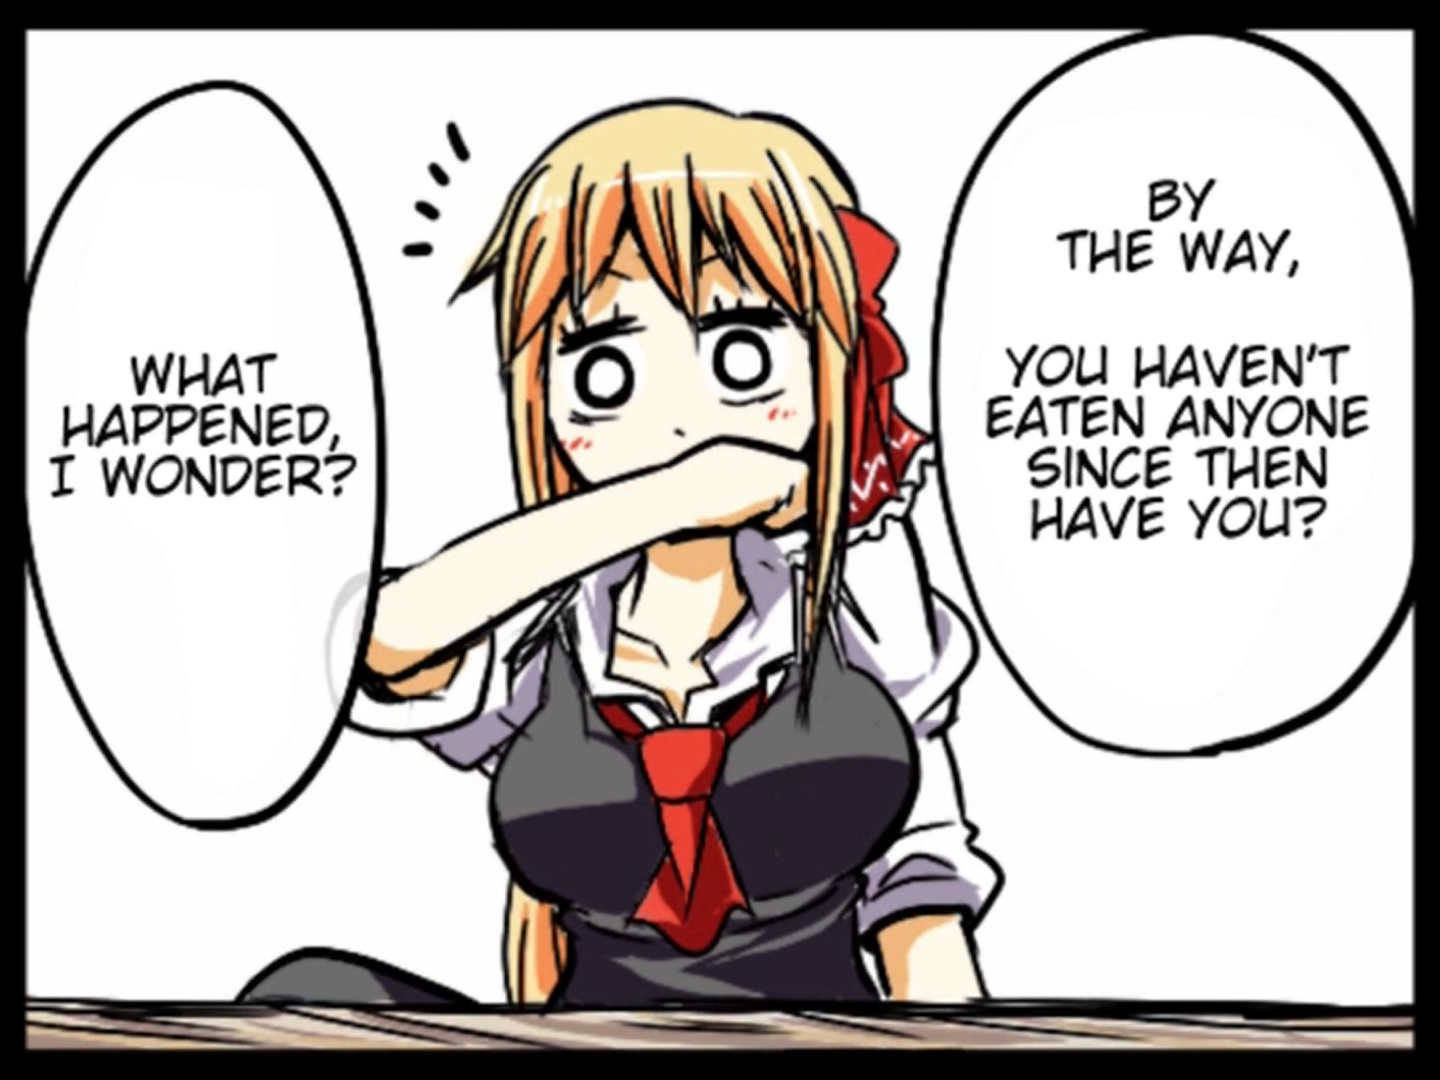 BY
THE WAY,
YOU HAVEN'T
EATEN ANYONE
SINCE THEN
HAVE YOU?
WHAT
HAPPENED,
I WONDER?